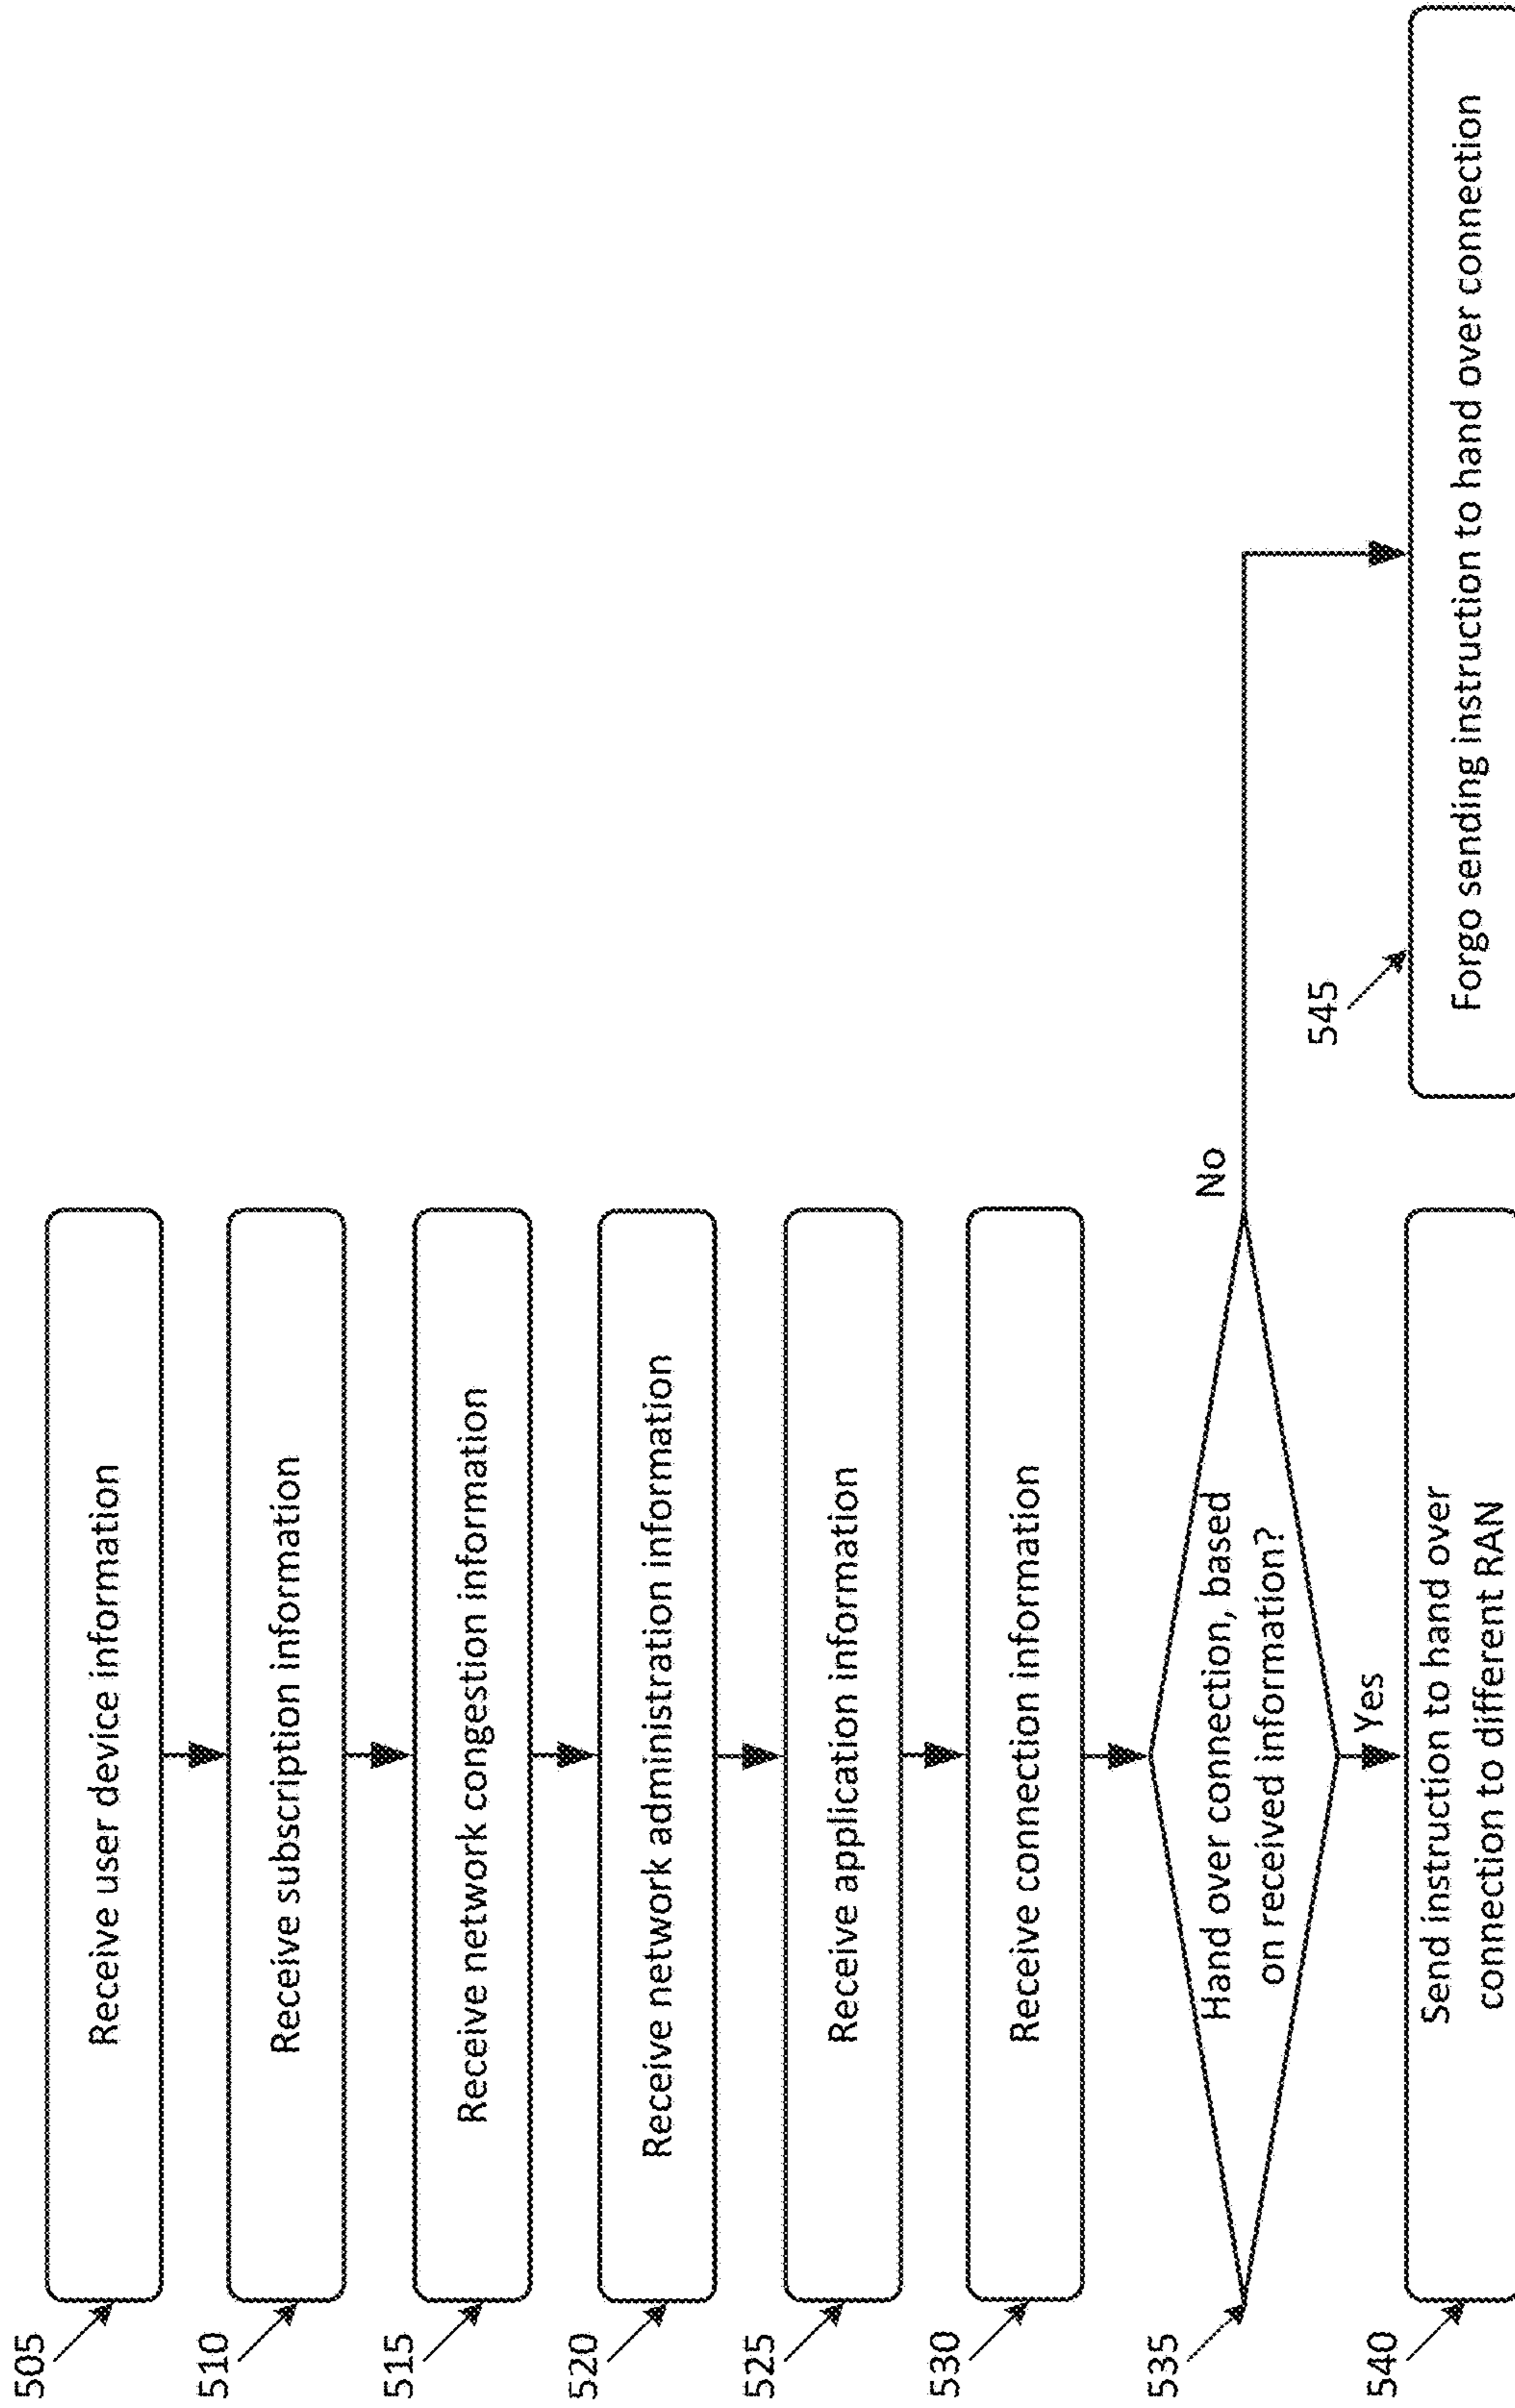 505
Receive user device information
510
Receive subscription information
515
Receive network congestion information
520
Receive network administration information
525
Receive application information
530
Receive connection information
535
Hand over connection, based
on received information?
No
Yes
540
Send instruction to hand over
connection to different RAN
545
Forgo sending instruction to hand over connection